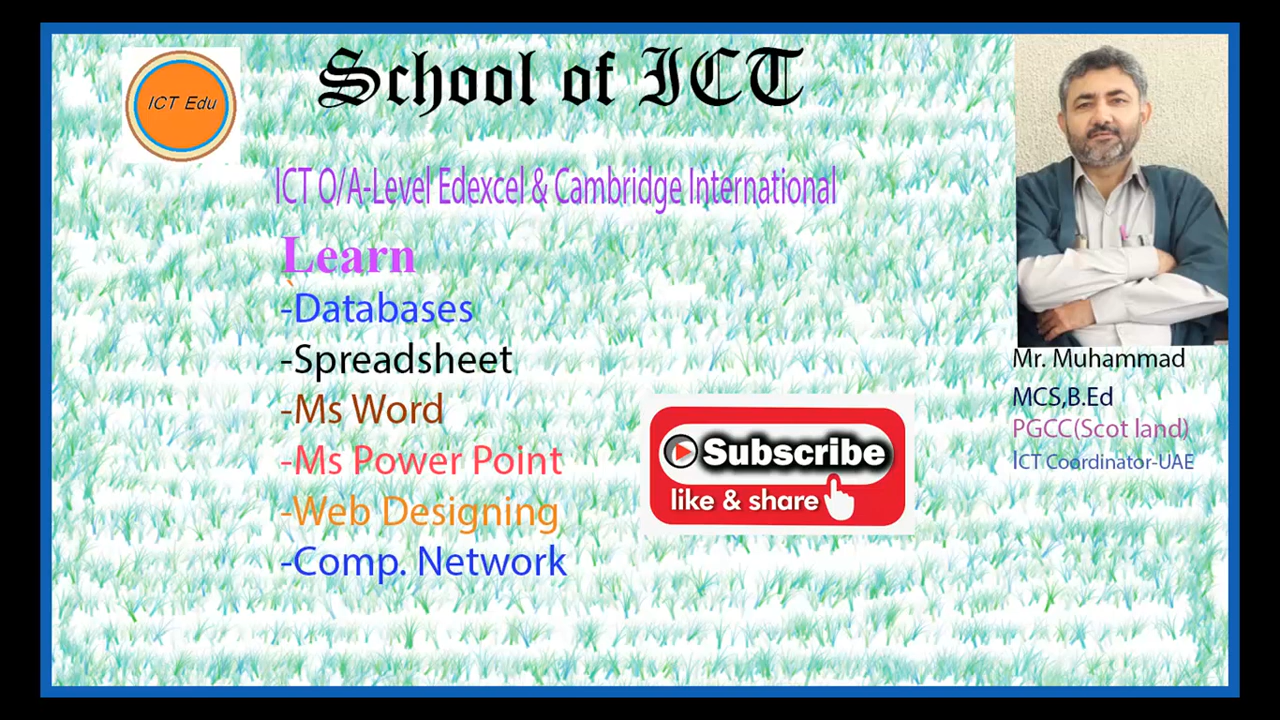 ICT Edu
School of ICT
ICT O/A-Level Edexcel & Cambridge International
Learn
-Databases
-Spreadsheet
-Ms Word
-Ms Power Point
-Web Designing
-Comp. Network
Subscribe
like & share
Mr. Muhammad
MCS,B.Ed
PGCC(Scot land)
ICT Coordinator-UAE